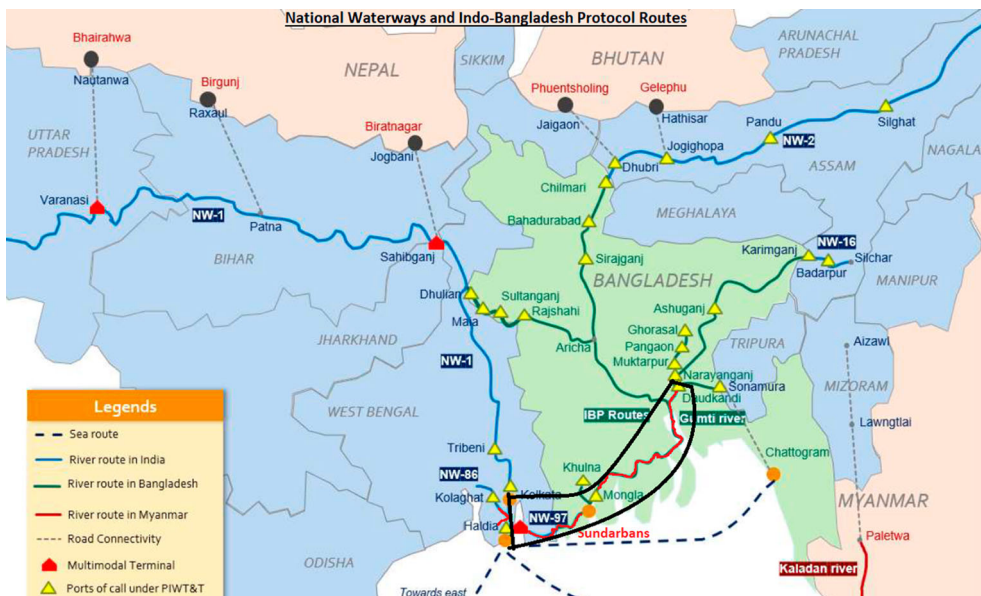 National Waterways and Indo-Bangladesh Protocol Routes
Bhairahwa
Nautanwa
Birgunj
Raxaul
NEPAL
SIKKIM
BHUTAN
ARUNACHAL
PRADESH
Phuentsholing
Gelephu
Jaigaon
Hathisar
Pandu
Silghat
Biratnagar
Jogbani
UTTAR
PRADESH
Jogighopa
NW-2
Dhubri
ASSAM
NAGALA
Chilmari
Varanasi
NW-1
Patna
Bahadurabad
MEGHALAYA
Sahibganj
BIHAR
Sirajganj
Karimganj
NW-16
Silchar
Badarpur
BANGLADESH
MANIPUR
Dhulian
Sultanganj
Maia
Rajshahi
Ashuganj
Ghorasal
JHARKHAND
Aricha
Pangaon
TRIPURA
Aizawl
NW-1
Muktarpur
Narayanganj
Sonamura
MIZORAM
Daudkandi
Legends
WEST BENGAL
IBP Routes
Gumti river
Lawngtlai
Sea route
Tribeni
Chattogram
River route in India
NW-86
Khulna
River route in Bangladesh
Kolaghat
Kolkata
Mongla
MYANMAR
River route in Myanmar
Haldia
NW-97
Sundarbans
Paletwa
Road Connectivity
ODISHA
Multimodal Terminal
Kaladan river
Ports of call under PIWT&T
Towards east